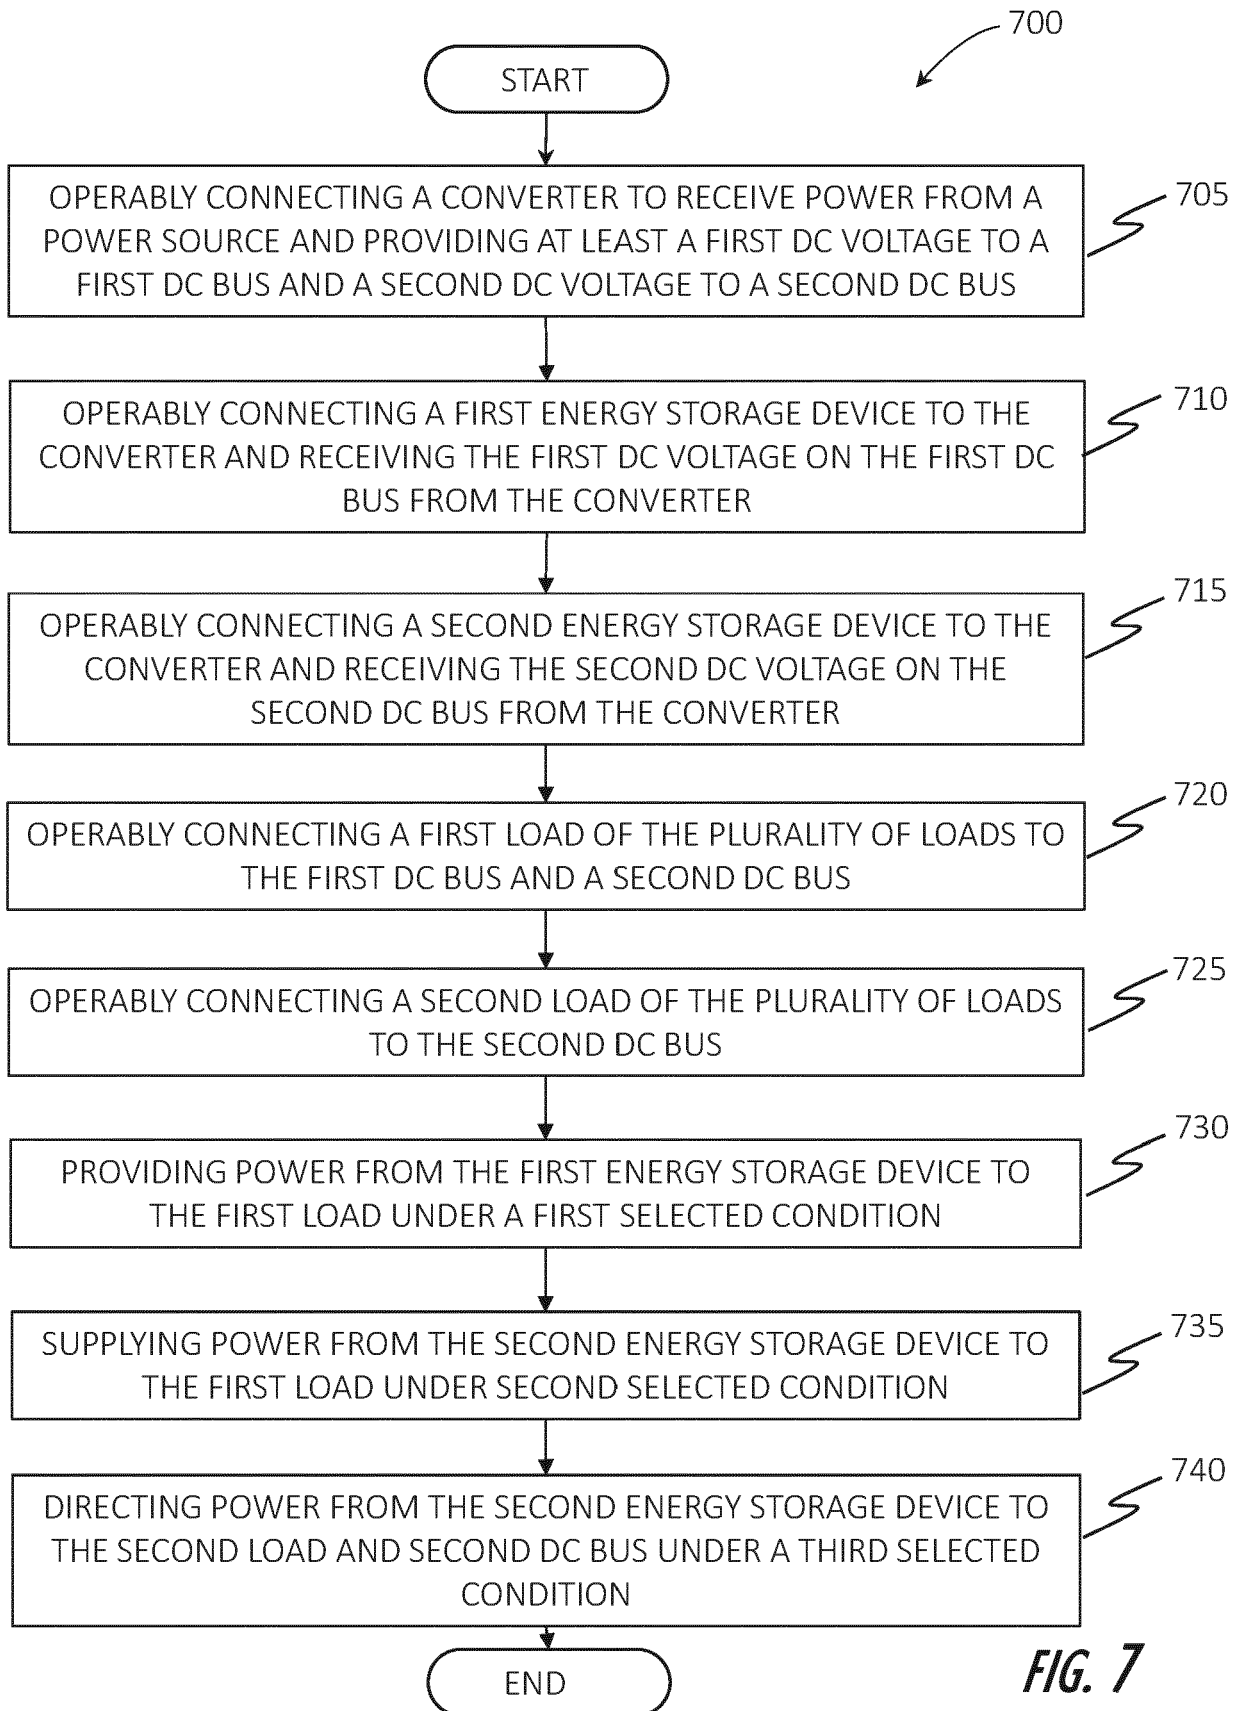 700
START
OPERABLY CONNECTING A CONVERTER TO RECEIVE POWER FROM A
POWER SOURCE AND PROVIDING AT LEAST A FIRST DC VOLTAGE TO A
FIRST DC BUS AND A SECOND DC VOLTAGE TO A SECOND DC BUS
705
OPERABLY CONNECTING A FIRST ENERGY STORAGE DEVICE TO THE
CONVERTER AND RECEIVING THE FIRST DC VOLTAGE ON THE FIRST DC
BUS FROM THE CONVERTER
710
OPERABLY CONNECTING A SECOND ENERGY STORAGE DEVICE TO THE
CONVERTER AND RECEIVING THE SECOND DC VOLTAGE ON THE
SECOND DC BUS FROM THE CONVERTER
715
OPERABLY CONNECTING A FIRST LOAD OF THE PLURALITY OF LOADS TO
THE FIRST DC BUS AND A SECOND DC BUS
720
OPERABLY CONNECTING A SECOND LOAD OF THE PLURALITY OF LOADS
TO THE SECOND DC BUS
725
PROVIDING POWER FROM THE FIRST ENERGY STORAGE DEVICE TO
THE FIRST LOAD UNDER A FIRST SELECTED CONDITION
730
SUPPLYING POWER FROM THE SECOND ENERGY STORAGE DEVICE TO
THE FIRST LOAD UNDER SECOND SELECTED CONDITION
735
DIRECTING POWER FROM THE SECOND ENERGY STORAGE DEVICE TO
THE SECOND LOAD AND SECOND DC BUS UNDER A THIRD SELECTED
CONDITION
740
END
FIG. 7